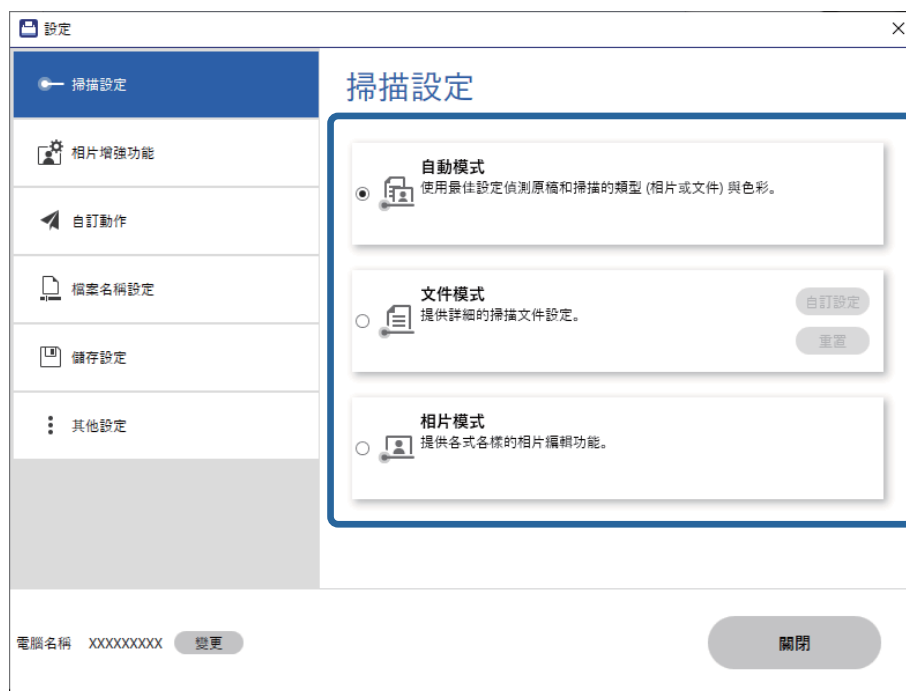 設定
掃描設定
相片增強功能
自訂動作
檔案名稱設定
儲存設定
其他設定
掃描設定
自動模式
使用最佳設定偵測原稿和掃描的類型 (相片或文件) 與色彩。
文件模式
提供詳細的掃描文件設定。
自訂設定
重置
相片模式
提供各式各樣的相片編輯功能。
電腦名稱 XXXXXXXXX 變更
關閉